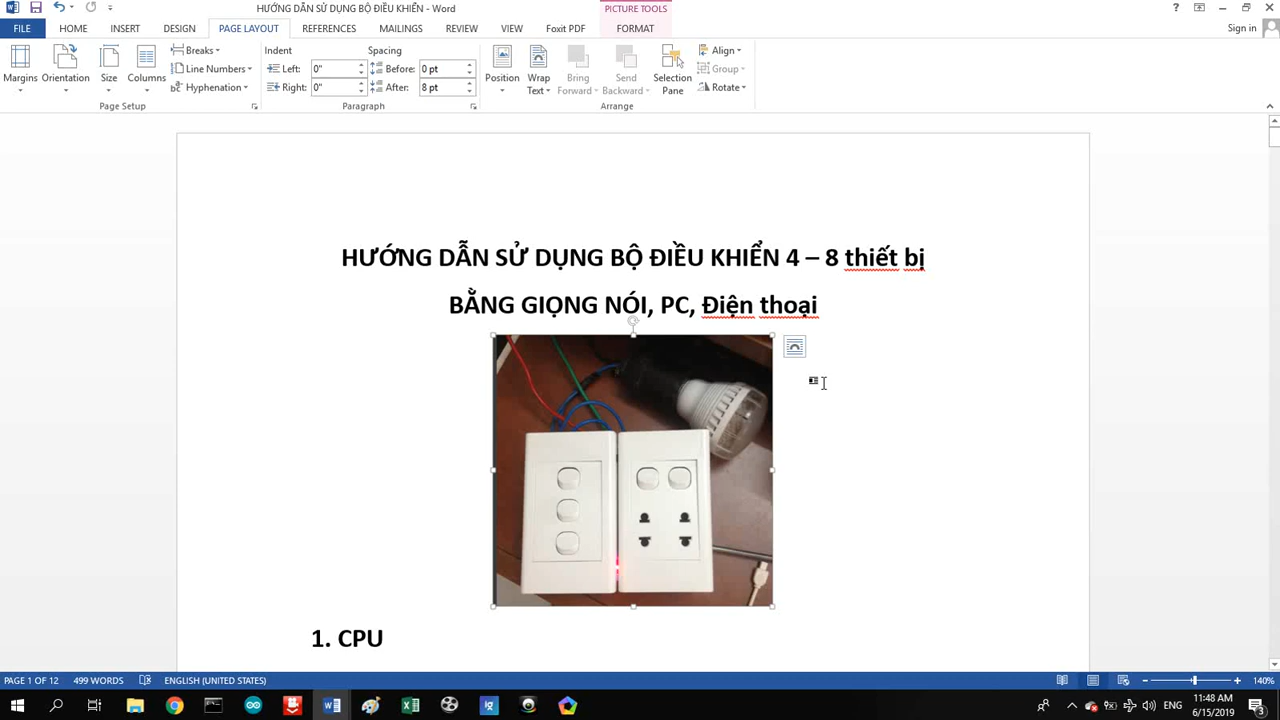 HƯỚNG DẪN SỬ DỤNG BỘ ĐIỀU KHIỂN - Word
PICTURE TOOLS
? 
Sign in
FILE HOME INSERT DESIGN PAGE LAYOUT REFERENCES MAILINGS REVIEW VIEW Foxit PDF FORMAT
Margins Orientation Size Columns
Breaks
Line Numbers
Hyphenation
Page Setup
Indent
Left: 0"
Right: 0"
Spacing
Before: 0 pt
After: 8 pt
Paragraph
Position
Wrap Text
Bring Forward
Send Backward
Selection Pane
Align
Group
Rotate
Arrange
HƯỚNG DẪN SỬ DỤNG BỘ ĐIỀU KHIỂN 4 – 8 thiết bị
BẰNG GIỌNG NÓI, PC, Điện thoại
1. CPU
PAGE 1 OF 12 499 WORDS ENGLISH (UNITED STATES) 140%
ENG
11:48 AM
6/15/2019
3